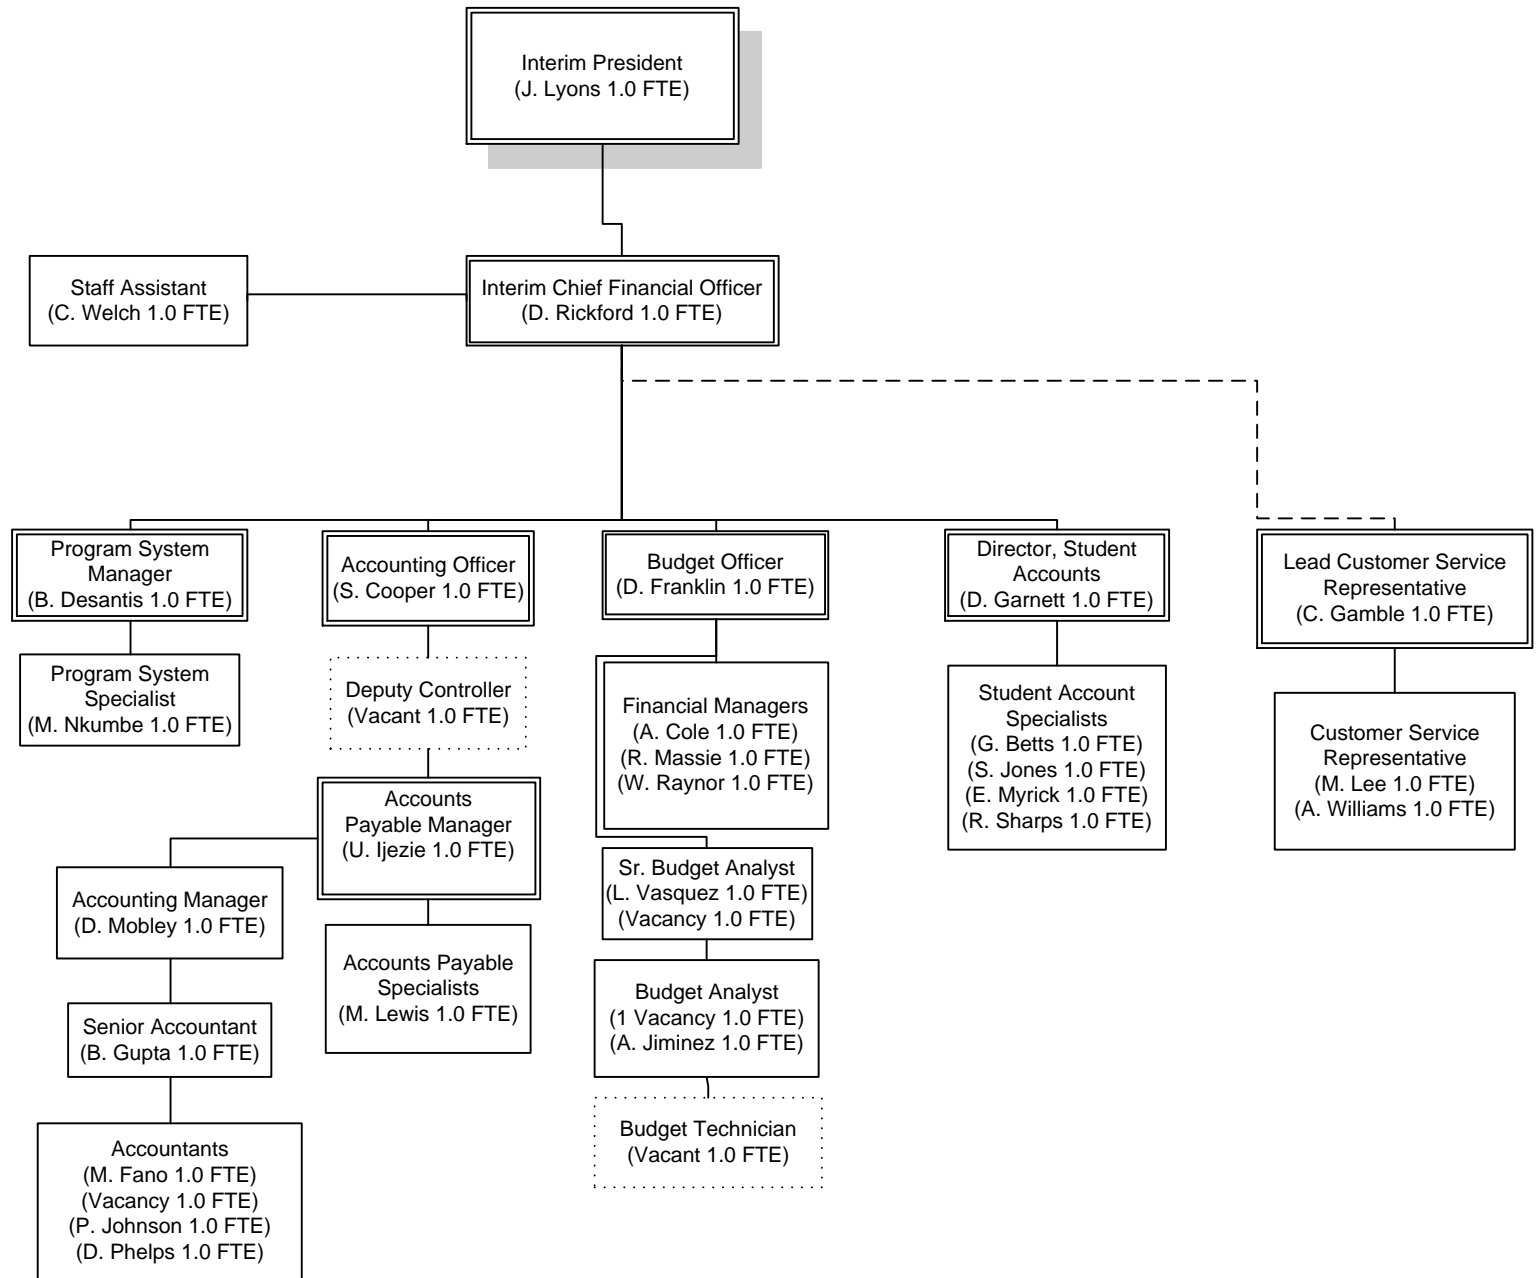 Interim President
(J. Lyons 1.0 FTE)
Staff Assistant
(C. Welch 1.0 FTE)
Interim Chief Financial Officer
(D. Rickford 1.0 FTE)
Program System
Manager
(B. Desantis 1.0 FTE)
Accounting Officer
(S. Cooper 1.0 FTE)
Budget Officer
(D. Franklin 1.0 FTE)
Director, Student
Accounts
(D. Garnett 1.0 FTE)
Lead Customer Service
Representative
(C. Gamble 1.0 FTE)
Program System
Specialist
(M. Nkumbe 1.0 FTE)
Deputy Controller
(Vacant 1.0 FTE)
Financial Managers
(A. Cole 1.0 FTE)
(R. Massie 1.0 FTE)
(W. Raynor 1.0 FTE)
Student Account
Specialists
(G. Betts 1.0 FTE)
(S. Jones 1.0 FTE)
(E. Myrick 1.0 FTE)
(R. Sharps 1.0 FTE)
Customer Service
Representative
(M. Lee 1.0 FTE)
(A. Williams 1.0 FTE)
Accounts
Payable Manager
(U. Ijezie 1.0 FTE)
Accounting Manager
(D. Mobley 1.0 FTE)
Sr. Budget Analyst
(L. Vasquez 1.0 FTE)
(Vacancy 1.0 FTE)
Accounts Payable
Specialists
(M. Lewis 1.0 FTE)
Budget Analyst
(1 Vacancy 1.0 FTE)
(A. Jiminez 1.0 FTE)
Senior Accountant
(B. Gupta 1.0 FTE)
Budget Technician
(Vacant 1.0 FTE)
Accountants
(M. Fano 1.0 FTE)
(Vacancy 1.0 FTE)
(P. Johnson 1.0 FTE)
(D. Phelps 1.0 FTE)